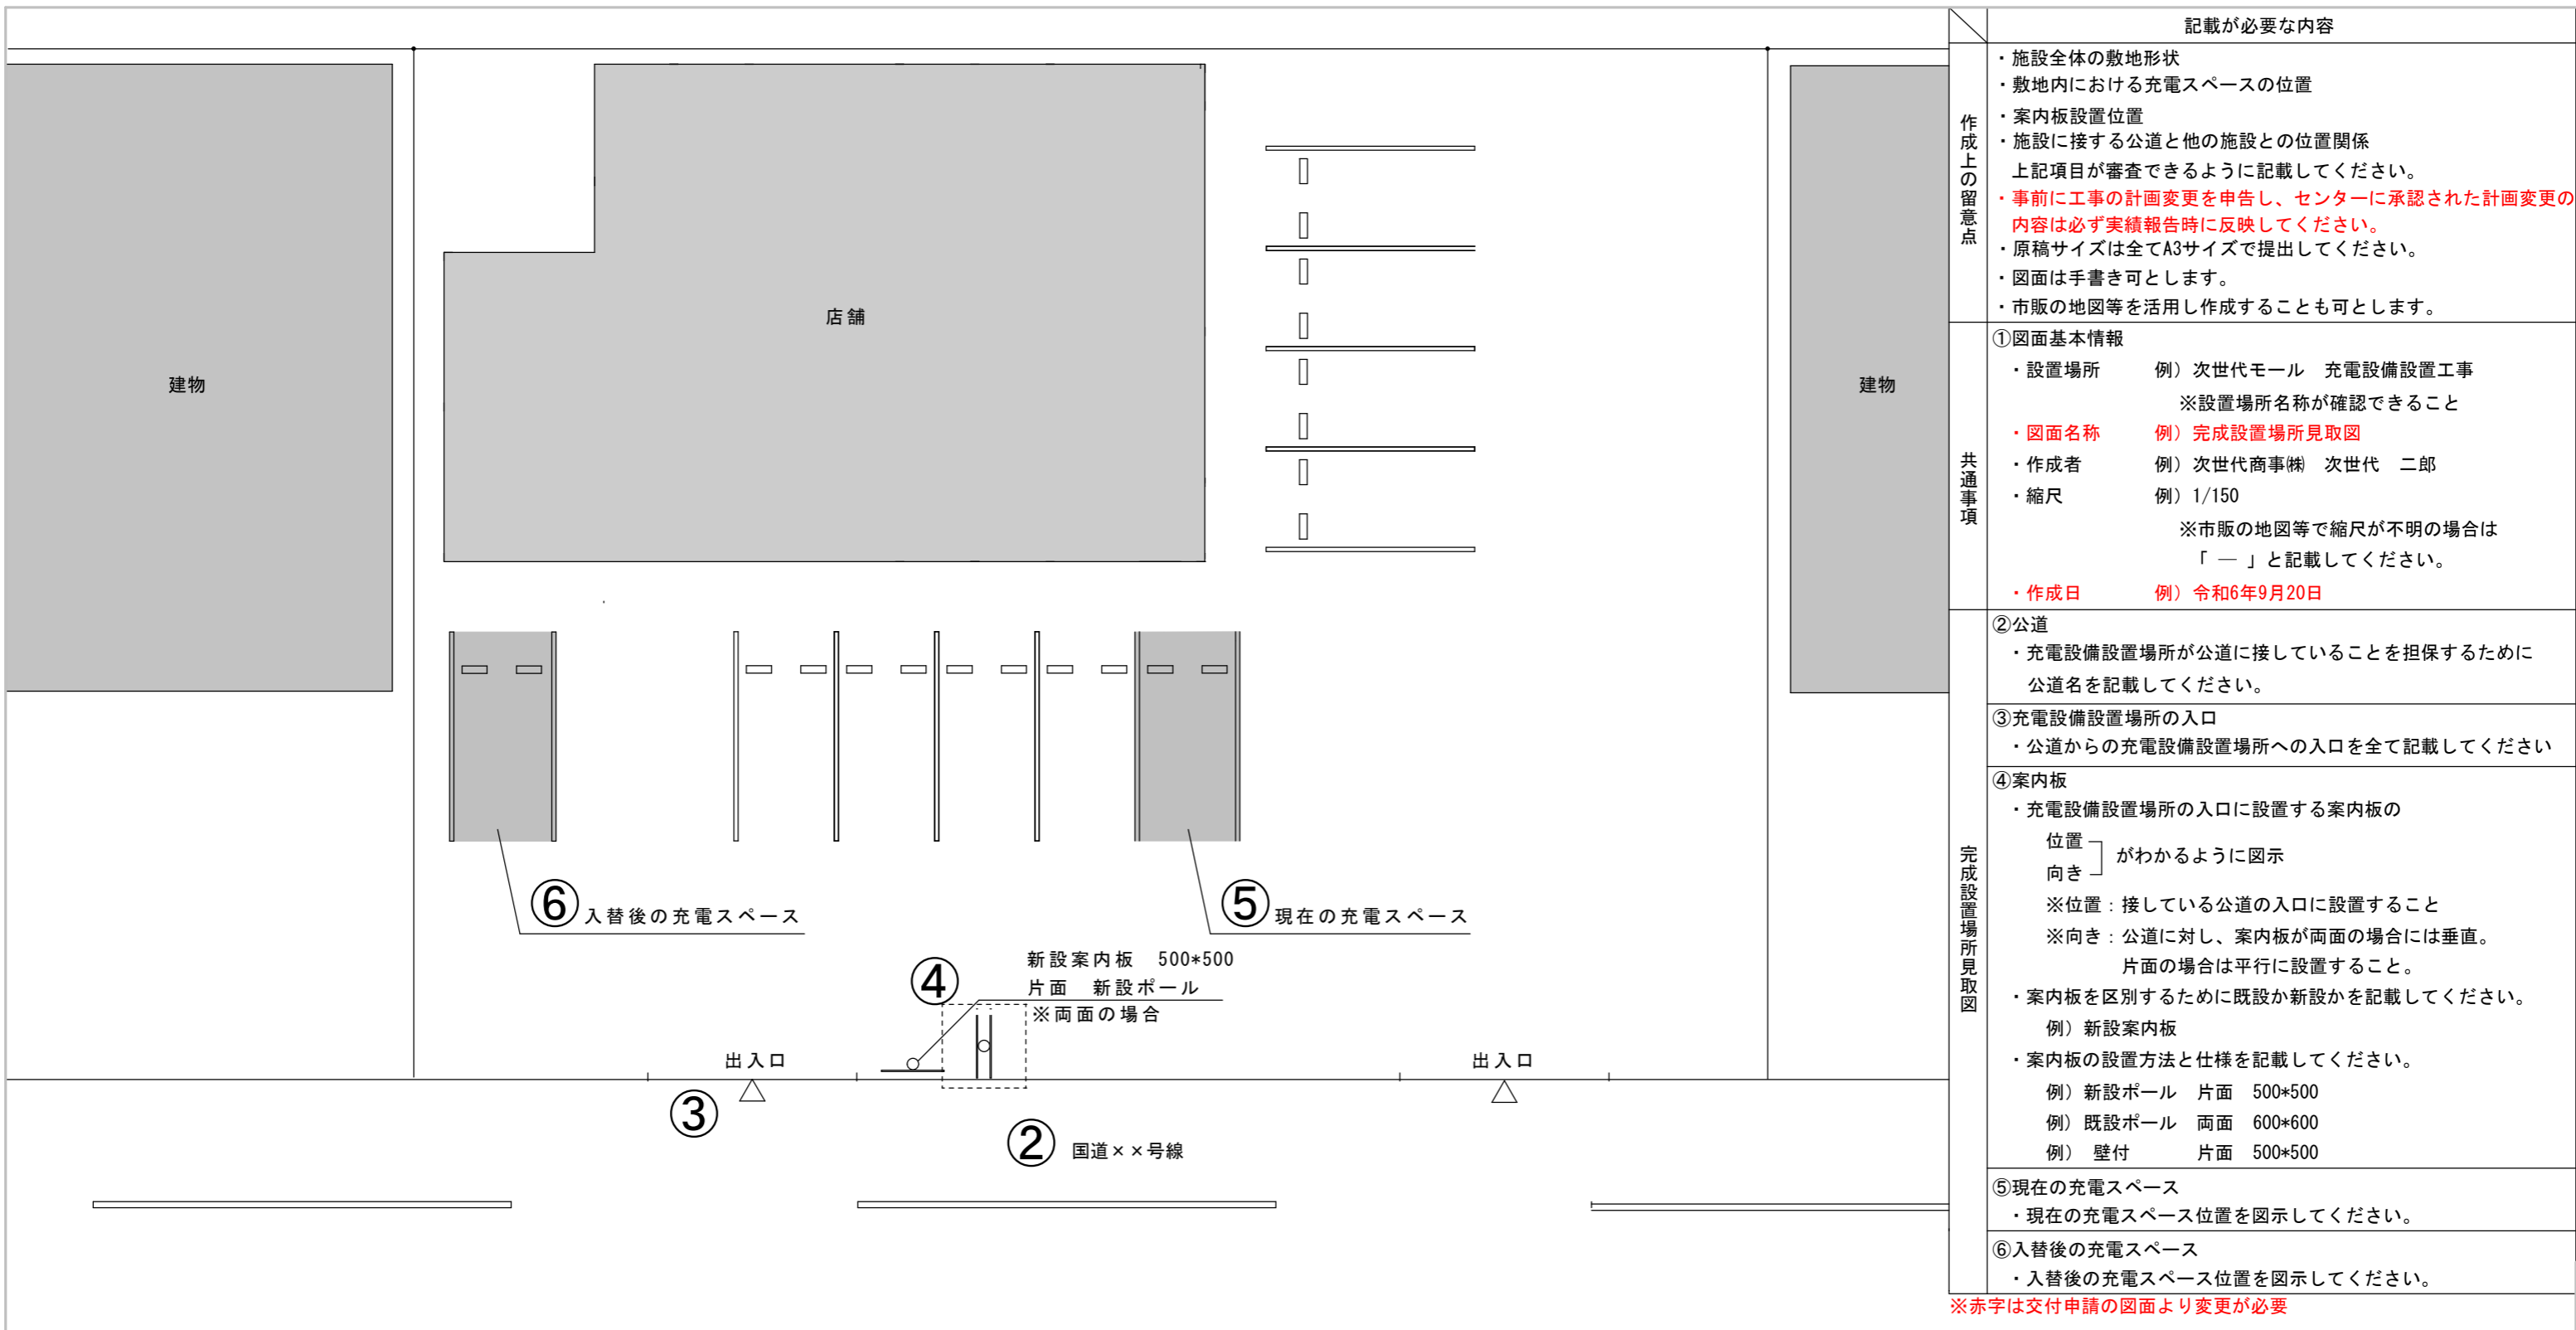 建物
店舗
建物
⑥入替後の充電スペース
⑤現在の充電スペース
④
新設案内板 500*500
片面 新設ポール
※両面の場合
出入口
出入口
③
② 国道××号線
記載が必要な内容
作成上の留意点
・施設全体の敷地形状
・敷地内における充電スペースの位置
・案内板設置位置
・施設に接する公道と他の施設との位置関係
上記項目が審査できるように記載してください。
・事前に工事の計画変更を申告し、センターに承認された計画変更の
内容は必ず実績報告時に反映してください。
・原稿サイズは全てA3サイズで提出してください。
・図面は手書き可とします。
・市販の地図等を活用し作成することも可とします。
共通事項
①図面基本情報
・設置場所 例）次世代モール 充電設備設置工事
※設置場所名称が確認できること
・図面名称 例）完成設置場所見取図
・作成者 例）次世代商事㈱ 次世代 二郎
・縮尺 例）1/150
※市販の地図等で縮尺が不明の場合は
「 ― 」と記載してください。
・作成日 例）令和6年9月20日
完成設置場所見取図
②公道
・充電設備設置場所が公道に接していることを担保するために
公道名を記載してください。
③充電設備設置場所の入口
・公道からの充電設備設置場所への入口を全て記載してください
④案内板
・充電設備設置場所の入口に設置する案内板の
位置
向き
がわかるように図示
※位置：接している公道の入口に設置すること
※向き：公道に対し、案内板が両面の場合には垂直。
片面の場合は平行に設置すること。
・案内板を区別するために既設か新設かを記載してください。
例）新設案内板
・案内板の設置方法と仕様を記載してください。
例）新設ポール 片面 500*500
例）既設ポール 両面 600*600
例） 壁付 片面 500*500
⑤現在の充電スペース
・現在の充電スペース位置を図示してください。
⑥入替後の充電スペース
・入替後の充電スペース位置を図示してください。
※赤字は交付申請の図面より変更が必要